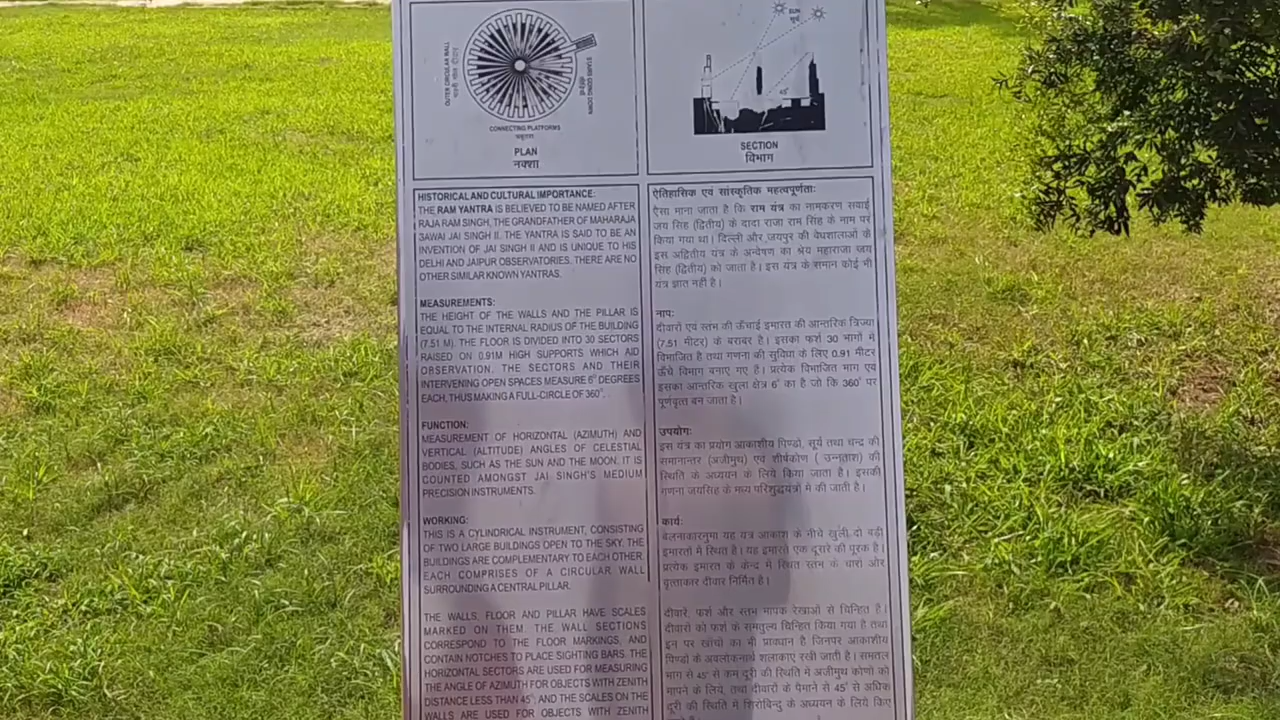 OUTER CIRCULAR WALL
STAIRS GOING DOWN
सीढ़ियाँ
CONNECTING PLATFORMS
चबूतरा
PLAN
नक्शा
SUN
सूर्य
45°
SECTION
विभाग
HISTORICAL AND CULTURAL IMPORTANCE:
THE RAM YANTRA IS BELIEVED TO BE NAMED AFTER
RAJA RAM SINGH, THE GRANDFATHER OF MAHARAJA
SAWAI JAI SINGH II. THE YANTRA IS SAID TO BE AN
INVENTION OF JAI SINGH II AND IS UNIQUE TO HIS
DELHI AND JAIPUR OBSERVATORIES. THERE ARE NO
OTHER SIMILAR KNOWN YANTRAS.
MEASUREMENTS:
THE HEIGHT OF THE WALLS AND THE PILLAR IS
EQUAL TO THE INTERNAL RADIUS OF THE BUILDING
(7.51 M). THE FLOOR IS DIVIDED INTO 30 SECTORS
RAISED ON 0.91M HIGH SUPPORTS WHICH AID
OBSERVATION. THE SECTORS AND THEIR
INTERVENING OPEN SPACES MEASURE 6° DEGREES
EACH, THUS MAKING A FULL-CIRCLE OF 360°.
FUNCTION:
MEASUREMENT OF HORIZONTAL (AZIMUTH) AND
VERTICAL (ALTITUDE) ANGLES OF CELESTIAL
BODIES, SUCH AS THE SUN AND THE MOON. IT IS
COUNTED AMONGST JAI SINGH'S MEDIUM
PRECISION INSTRUMENTS.
WORKING:
THIS IS A CYLINDRICAL INSTRUMENT, CONSISTING
OF TWO LARGE BUILDINGS OPEN TO THE SKY. THE
BUILDINGS ARE COMPLEMENTARY TO EACH OTHER
EACH COMPRISES OF A CIRCULAR WALL
SURROUNDING A CENTRAL PILLAR.
THE WALLS, FLOOR AND PILLAR HAVE SCALES
MARKED ON THEM. THE WALL SECTIONS
CORRESPOND TO THE FLOOR MARKINGS, AND
CONTAIN NOTCHES TO PLACE SIGHTING BARS. THE
HORIZONTAL SECTORS ARE USED FOR MEASURING
THE ANGLE OF AZIMUTH FOR OBJECTS WITH ZENITH
DISTANCE LESS THAN 45°; AND THE SCALES ON THE
WALLS ARE USED FOR OBJECTS WITH ZENITH
ऐतिहासिक एवं सांस्कृतिक महत्वपूर्णताः
ऐसा माना जाता है कि राम यंत्र का नामकरण सवाई
जय सिंह (द्वितीय) के दादा राजा राम सिंह के नाम पर
किया गया था। दिल्ली और जयपुर की वेधशालाओं के
इस अद्वितीय यंत्र के अन्वेषण का श्रेय महाराजा जय
सिंह (द्वितीय) को जाता है। इस यंत्र के समान कोई भी
यंत्र ज्ञात नहीं है।
नापः
दीवारों एवं स्तंभ की ऊँचाई इमारत की आन्तरिक त्रिज्या
(7.51 मीटर) के बराबर है। इसका फर्श 30 भागों में
विभाजित है तथा गणना की सुविधा के लिए 0.91 मीटर
ऊँचे विभाग बनाए गए है। प्रत्येक विभाजित भाग एवं
इसका आन्तरिक खुला क्षेत्र 6° का है जो कि 360° पर
पूर्णवृत्त बन जाता है।
उपयोगः
इस यंत्र का प्रयोग आकाशीय पिण्डों, सूर्य तथा चन्द्र की
समानान्तर (अजीमुथ) एवं शीर्षकोण ( उन्नताश) की
स्थिति के अध्ययन के लिये किया जाता है। इसकी
गणना जयसिंह के मध्य परिशुद्धयंत्रो मे की जाती है।
कार्यः
बेलनाकारनुमा यह यंत्र आकाश के नीचे खुली दो बड़ी
इमारतों में स्थित है। यह इमारते एक दूसरे की पूरक है।
प्रत्येक इमारत के केन्द्र में स्थित स्तंभ के चारों और
वृत्ताकार दीवार निर्मित है।
दीवारें, फर्श और स्तंभ मापक रेखाओं से चिन्हित है।
दीवारों को फर्श के समतुल्य चिन्हित किया गया है तथा
इन पर खांचों का भी प्रावधान है जिनपर आकाशीय
पिण्डों के अवलोकनार्थ शलाकाए रखी जाती है। समतल
भाग से 45° से कम दूरी की स्थिति में अजीमुथ कोणों को
मापने के लिये, तथा दीवारों के पैमाने से 45° से अधिक
दूरी की स्थिति में शिरोबिन्दु के अध्ययन के लिये किए